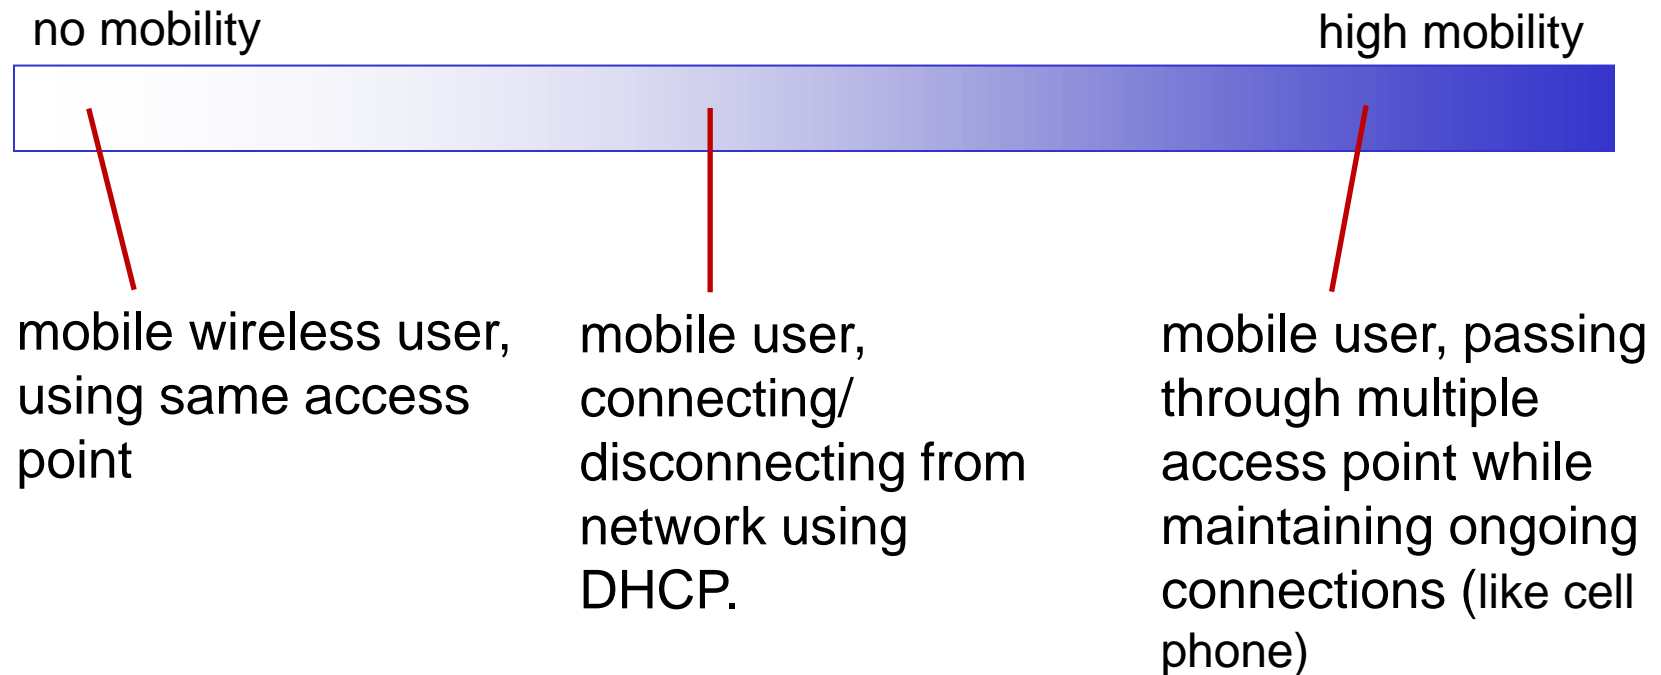 no mobility
high mobility
mobile wireless user,
using same access
point
mobile user,
connecting/
disconnecting from
network using
DHCP.
mobile user, passing
through multiple
access point while
maintaining ongoing
connections (like cell
phone)